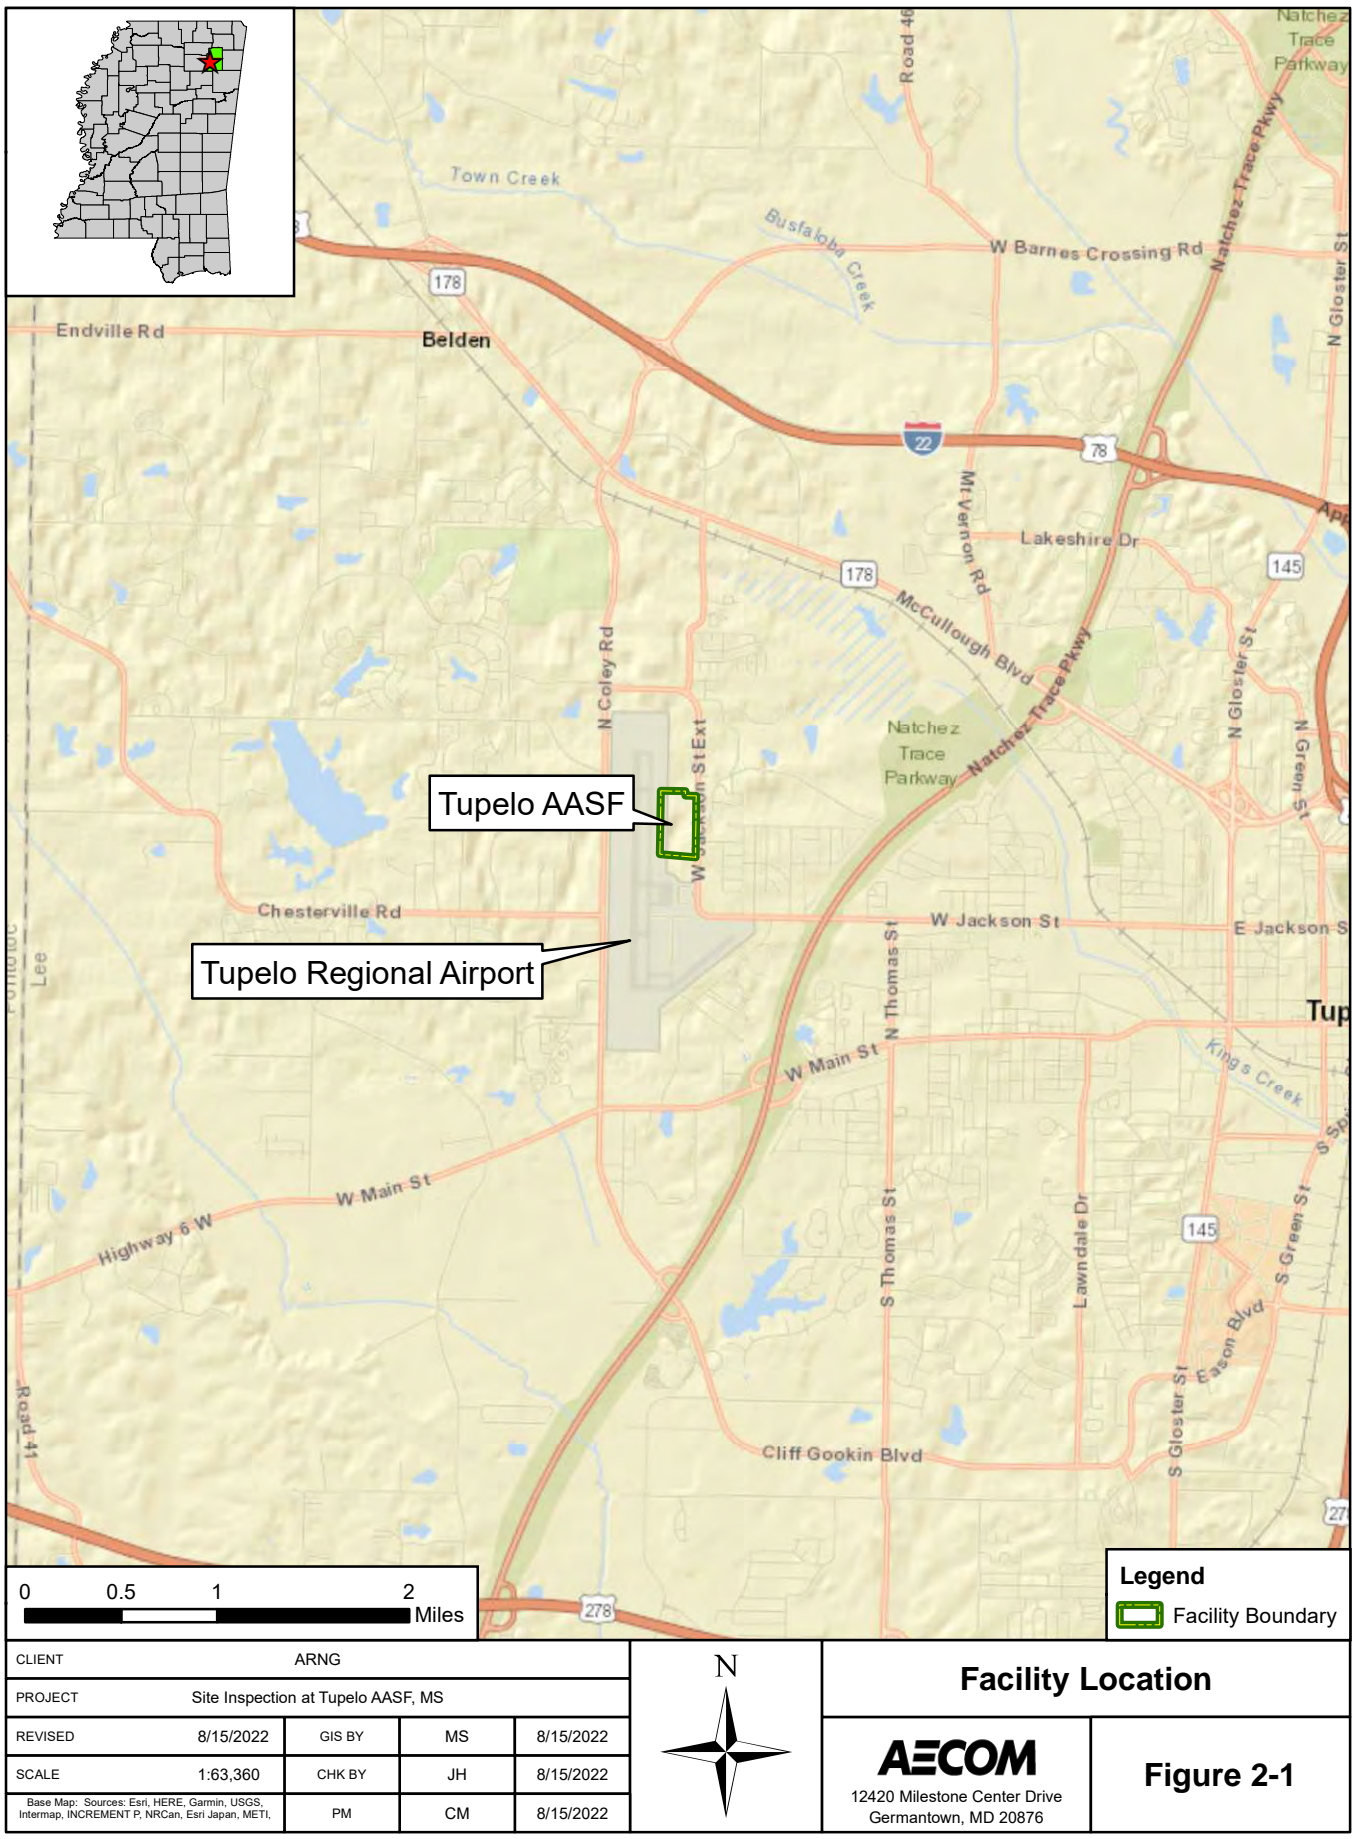 Natchez
Trace
Parkway
Road 46
Natchez Trace Pkwy
Town Creek
Busfaloba Creek
W Barnes Crossing Rd
N Gloster St
178
Endville Rd
Belden
22
78
Mt Vernon Rd
Lakeshire Dr
145
178
McCullough Blvd
N Coley Rd
Natchez Trace Pkwy
N Gloster St
N Green St
W Jackson St Ext
Natchez
Trace
Parkway
Tupelo AASF
Chesterville Rd
W Jackson St
E Jackson S
Lee
Tupelo Regional Airport
N Thomas St
Tup
W Main St
Kings Creek
W Main St
Highway 6 W
S Thomas St
Lawndale Dr
145
S Green St
Eason Blvd
Road 41
S Gloster St
Cliff Gookin Blvd
278
27
0 0.5 1 2
Miles
Legend
Facility Boundary
CLIENT ARNG
PROJECT Site Inspection at Tupelo AASF, MS
REVISED 8/15/2022 GIS BY MS 8/15/2022
SCALE 1:63,360 CHK BY JH 8/15/2022
Base Map: Sources: Esri, HERE, Garmin, USGS,
Intermap, INCREMENT P, NRCan, Esri Japan, METI,
PM CM 8/15/2022
N
Facility Location
AECOM
12420 Milestone Center Drive
Germantown, MD 20876
Figure 2-1